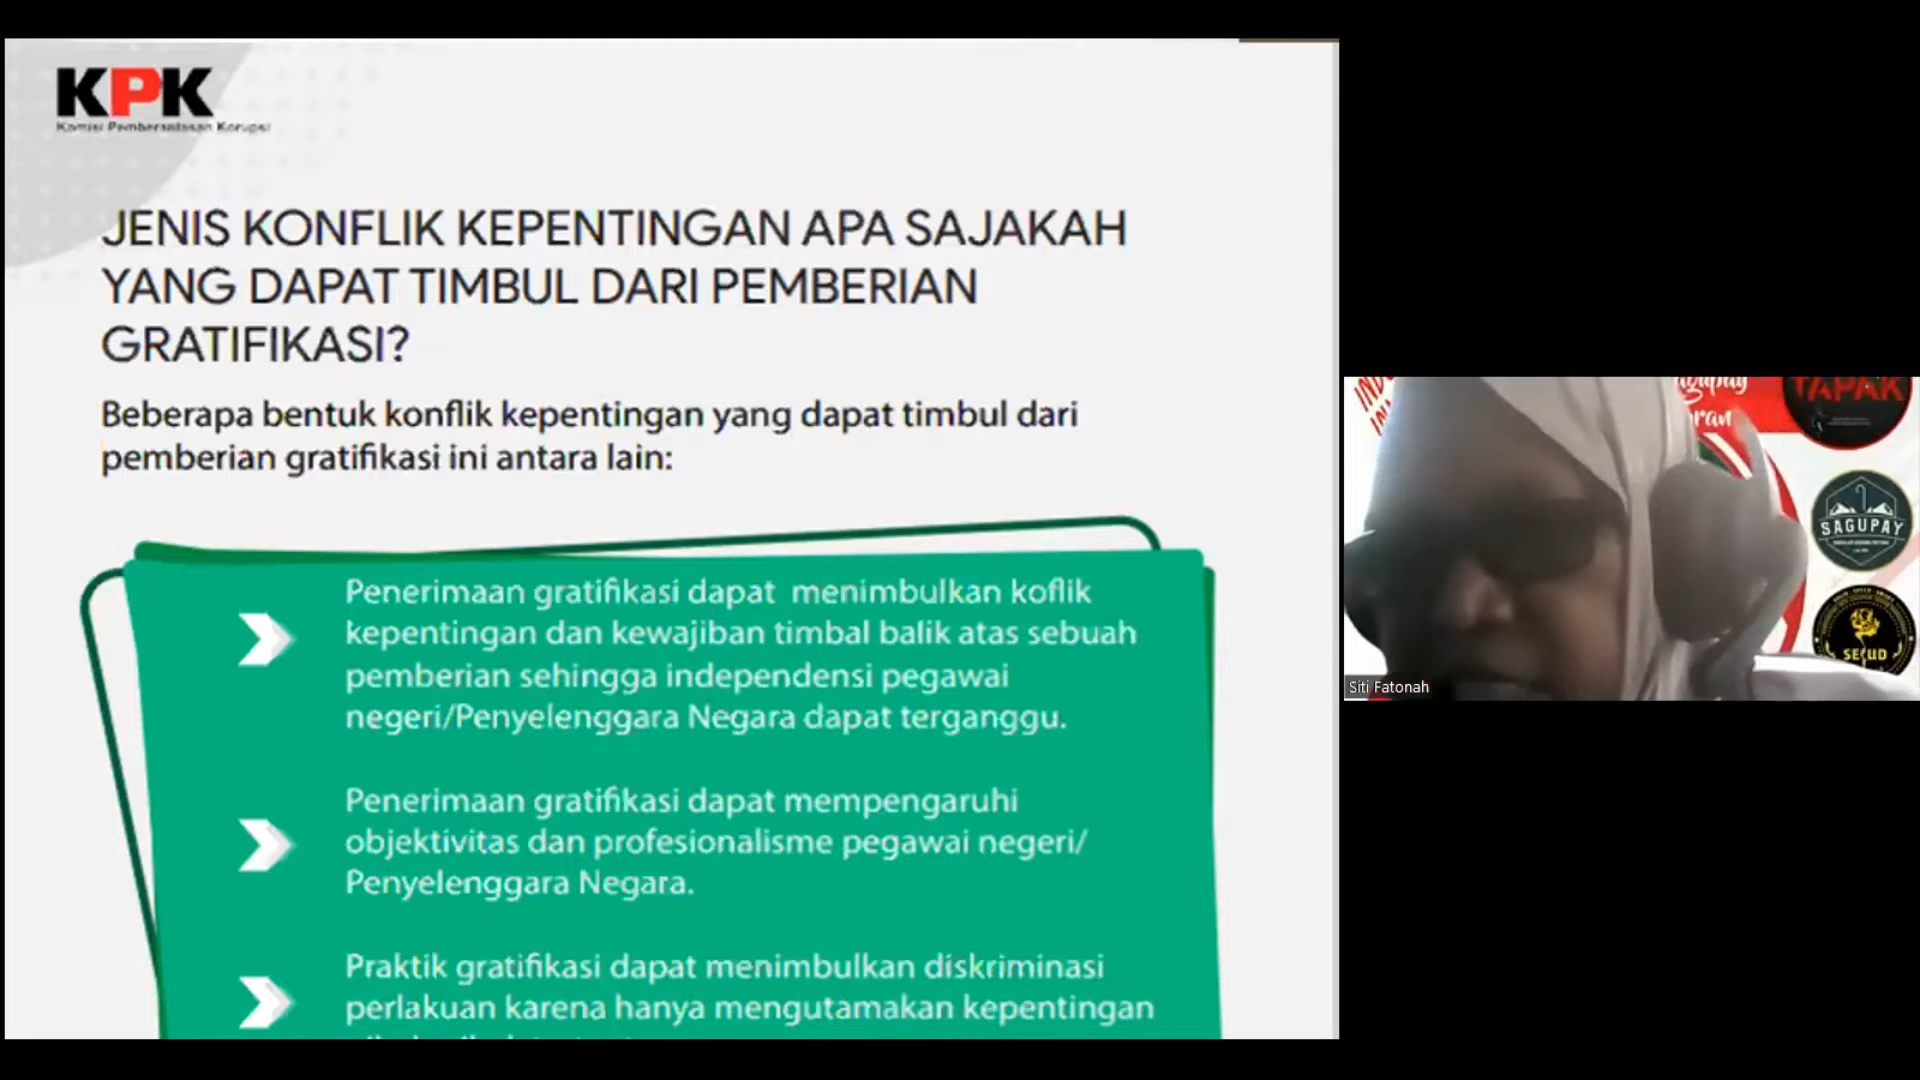 KPK
Komisi Pemberantasan Korupsi
JENIS KONFLIK KEPENTINGAN APA SAJAKAH
YANG DAPAT TIMBUL DARI PEMBERIAN
GRATIFIKASI?
Beberapa bentuk konflik kepentingan yang dapat timbul dari
pemberian gratifikasi ini antara lain:
Penerimaan gratifikasi dapat menimbulkan koflik
kepentingan dan kewajiban timbal balik atas sebuah
pemberian sehingga independensi pegawai
negeri/Penyelenggara Negara dapat terganggu.
Penerimaan gratifikasi dapat mempengaruhi
objektivitas dan profesionalisme pegawai negeri/
Penyelenggara Negara.
Praktik gratifikasi dapat menimbulkan diskriminasi
perlakuan karena hanya mengutamakan kepentingan
TAPAK
SAGUPAY
Siti Fatonah